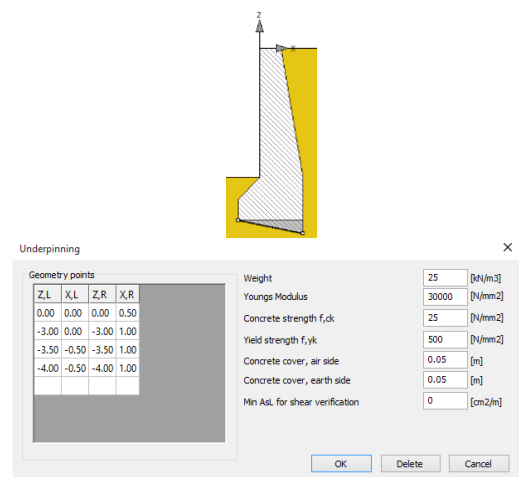 Z
X
Underpinning
Geometry points
Z,L X,L Z,R X,R
0.00 0.00 0.00 0.50
-3.00 0.00 -3.00 1.00
-3.50 -0.50 -3.50 1.00
-4.00 -0.50 -4.00 1.00
Weight 25 [kN/m3]
Youngs Modulus 30000 [N/mm2]
Concrete strength f,ck 25 [N/mm2]
Yield strength f,yk 500 [N/mm2]
Concrete cover, air side 0.05 [m]
Concrete cover, earth side 0.05 [m]
Min AsL for shear verification 0 [cm2/m]
OK Delete Cancel